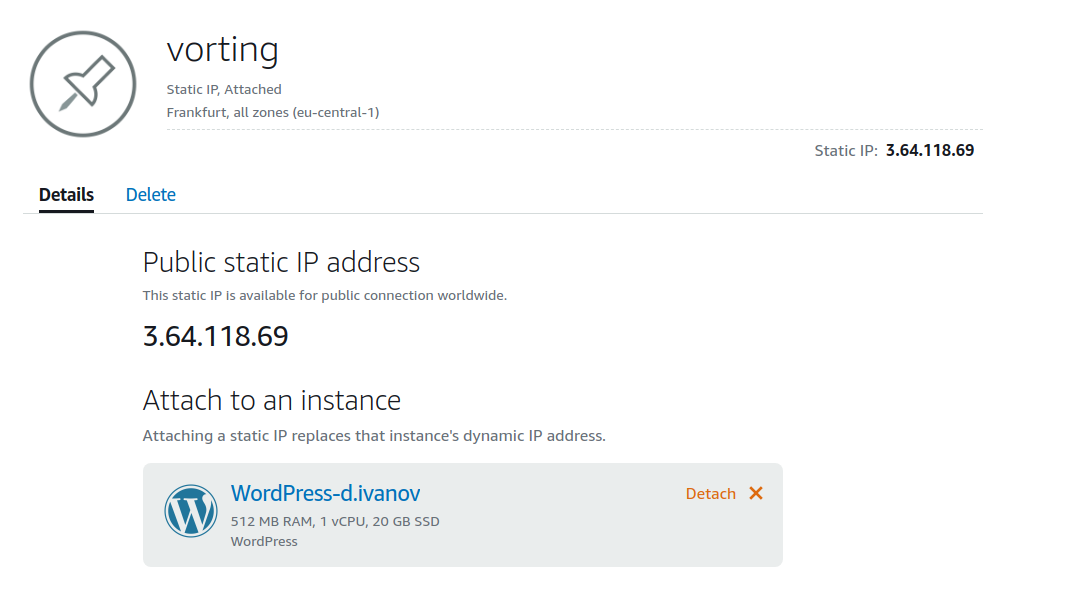 vorting
Static IP, Attached
Frankfurt, all zones (eu-central-1)
Static IP: 3.64.118.69
Details Delete
Public static IP address
This static IP is available for public connection worldwide.
3.64.118.69
Attach to an instance
Attaching a static IP replaces that instance's dynamic IP address.
WordPress-d.ivanov Detach
512 MB RAM, 1 vCPU, 20 GB SSD
WordPress